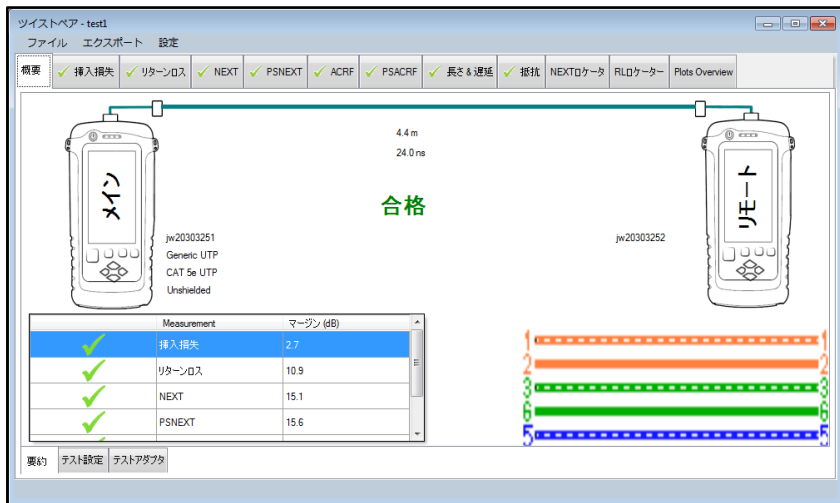 ツイストペア - test1
ファイル エクスポート 設定
概要 挿入損失 リターンロス NEXT PSNEXT ACRF PSACRF 長さ & 遅延 抵抗 NEXTロケータ RLロケーター Plots Overview
4.4 m
24.0 ns
メイン
リモート
合格
jw20303251
Generic UTP
CAT 5e UTP
Unshielded
jw20303252
Measurement マージン (dB)
挿入損失 2.7
リターンロス 10.9
NEXT 15.1
PSNEXT 15.6
1 1
2 2
3 3
6 6
5 5
要約 テスト設定 テストアダプタ